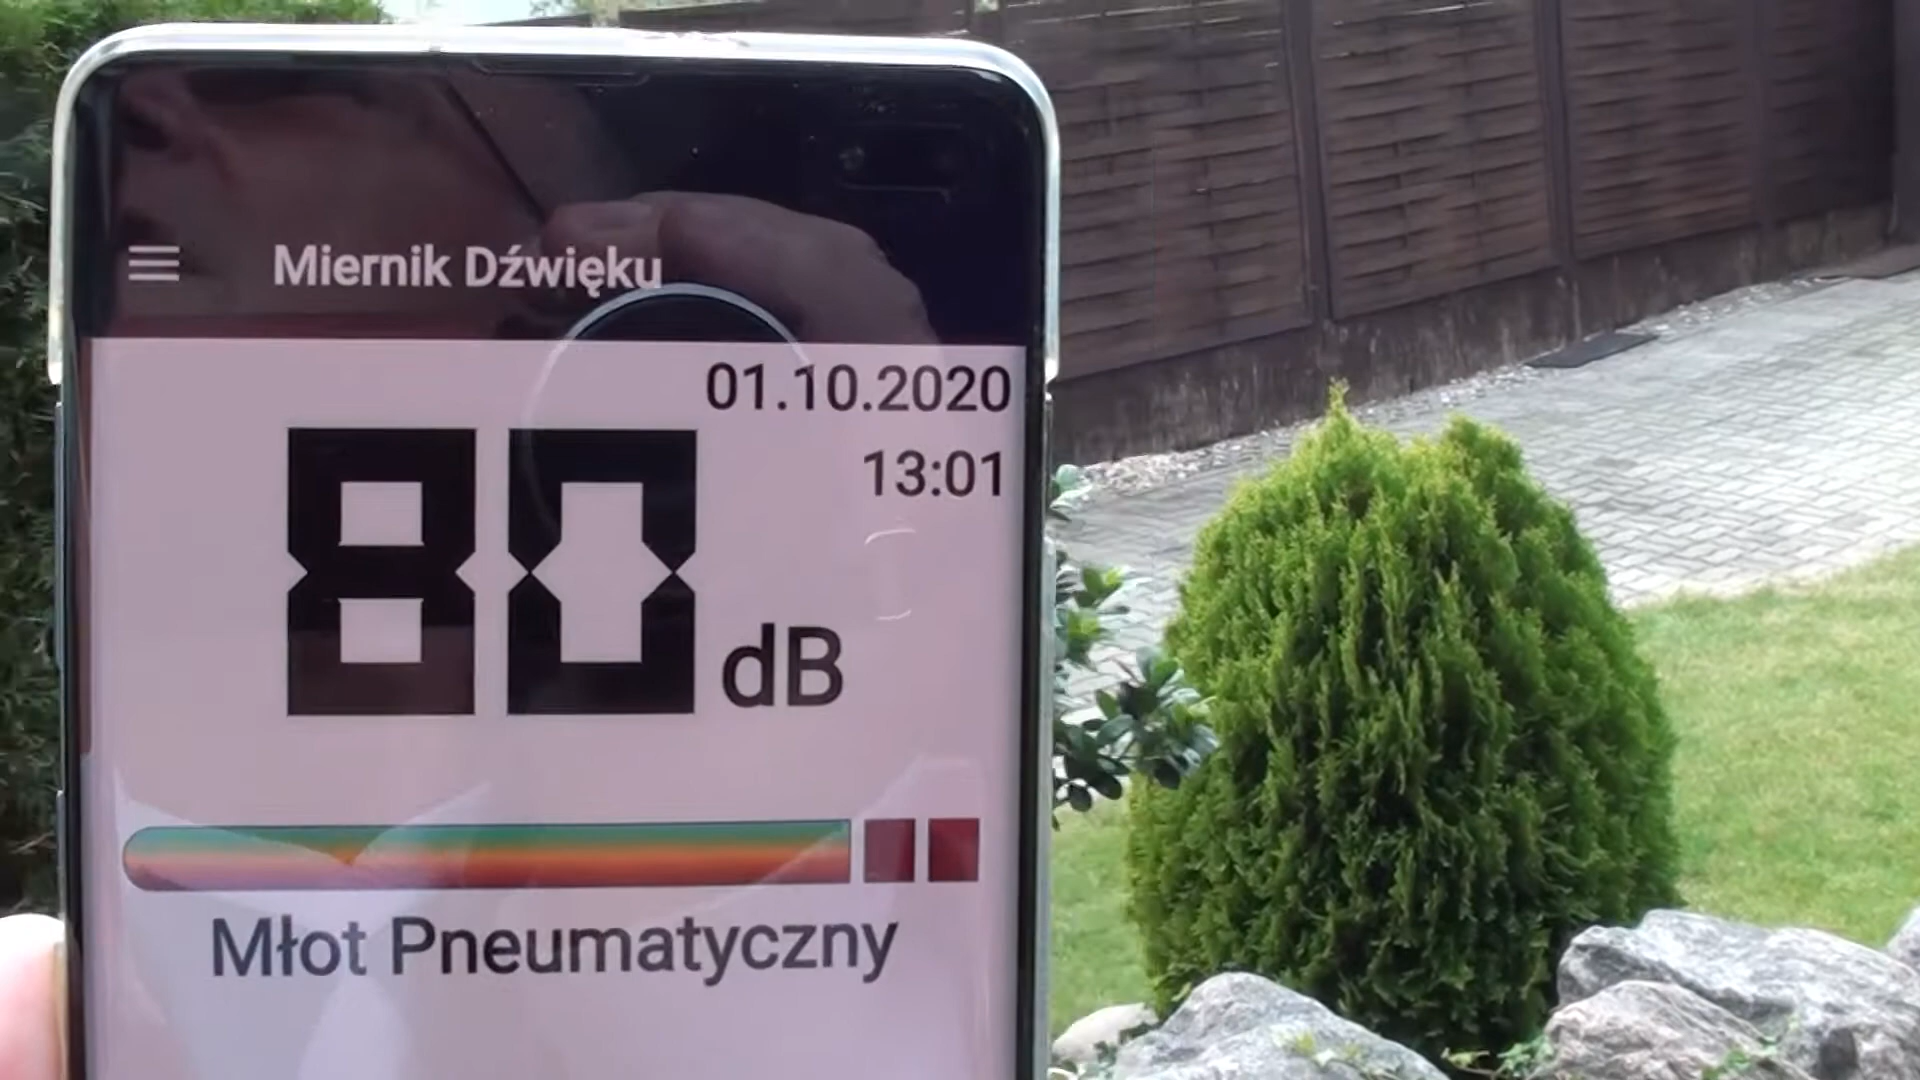 Miernik Dźwięku
01.10.2020
13:01
80 dB
Młot Pneumatyczny